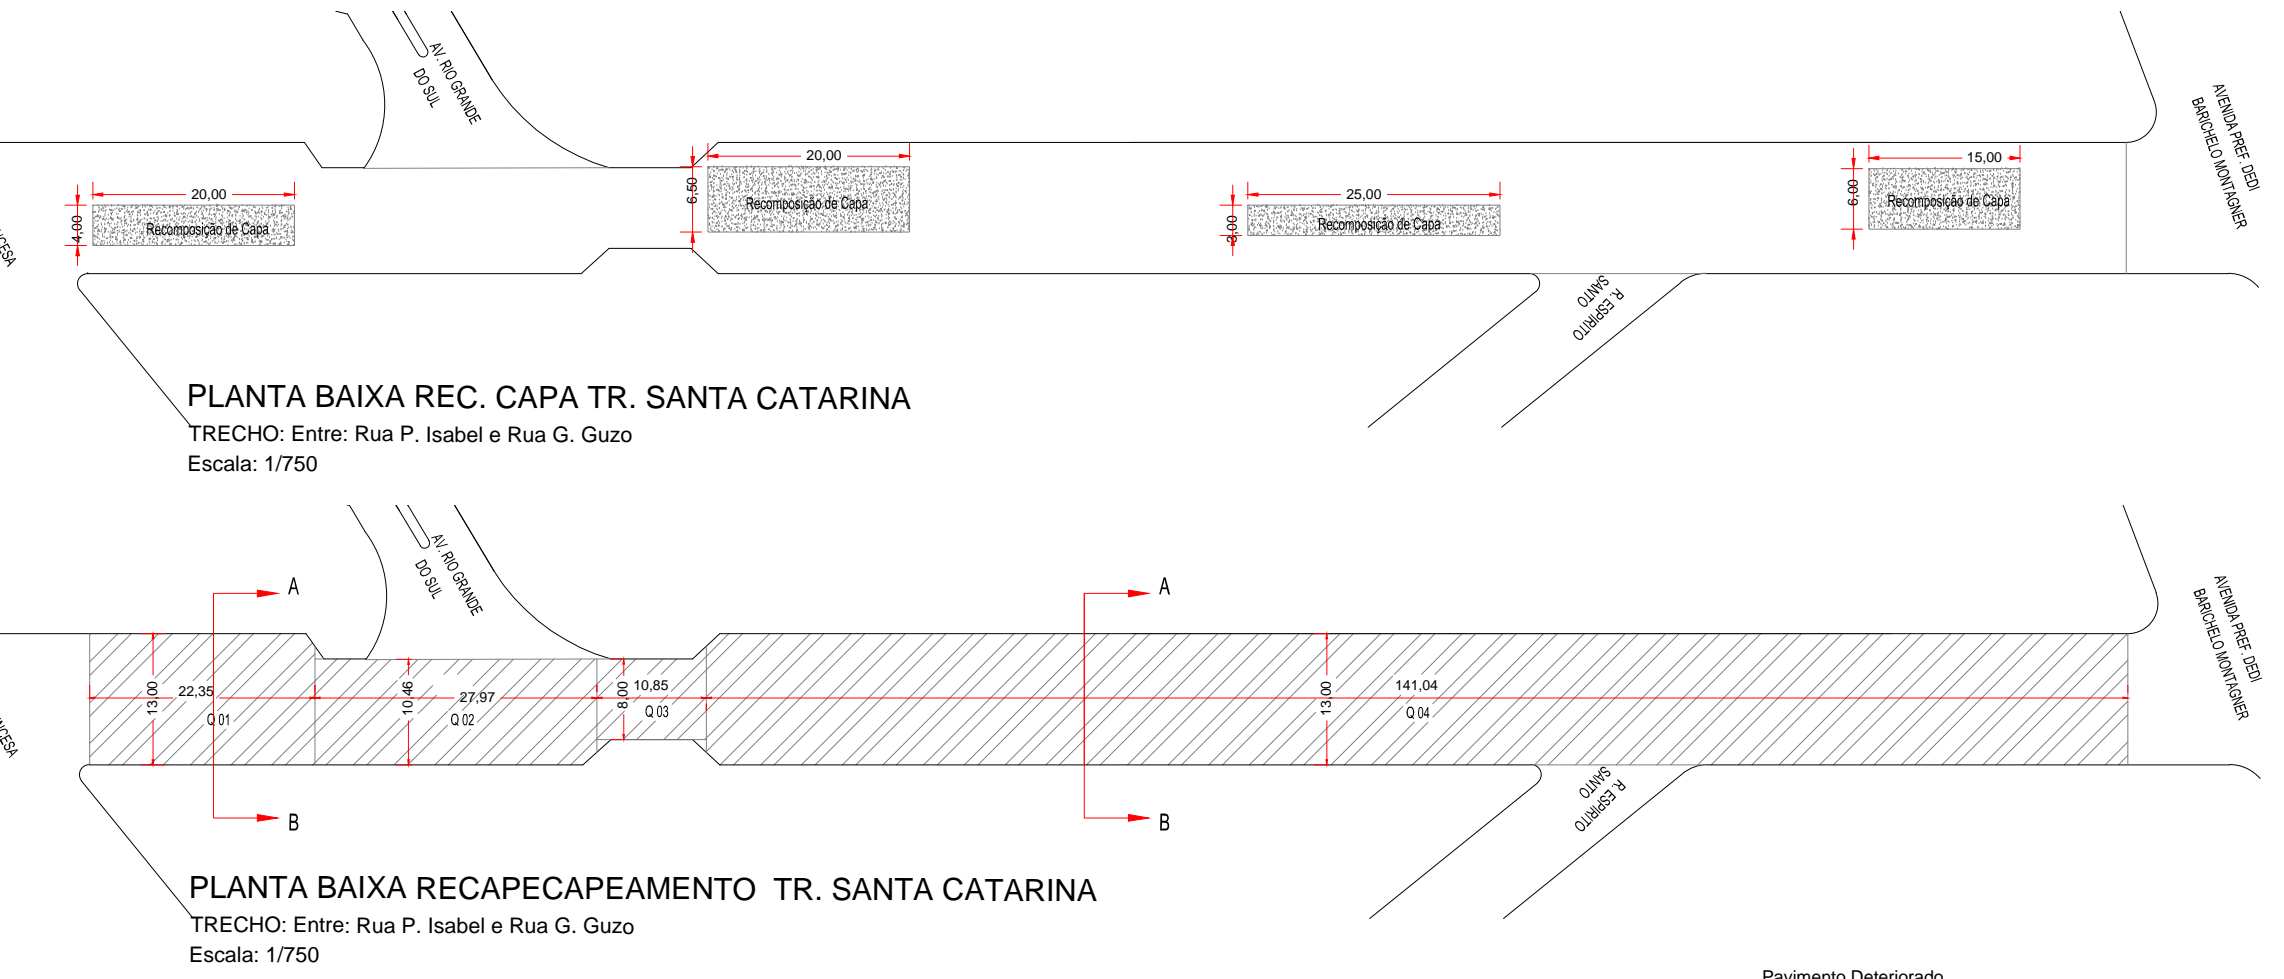 AV. RIO GRANDE
DO SUL
AVENIDA PREF. DEDI
BARICHELO MONTAGNER
20,00
4,00
Recomposição de Capa
20,00
6,50
Recomposição de Capa
25,00
3,00
Recomposição de Capa
15,00
6,00
Recomposição de Capa
R. ESPIRITO
SANTO
PLANTA BAIXA REC. CAPA TR. SANTA CATARINA
TRECHO: Entre: Rua P. Isabel e Rua G. Guzo
Escala: 1/750
AV. RIO GRANDE
DO SUL
AVENIDA PREF. DEDI
BARICHELO MONTAGNER
A
A
13,00
22,35
Q 01
10,46
27,97
Q 02
8,00
10,85
Q 03
13,00
141,04
Q 04
R. ESPIRITO
SANTO
B
B
PLANTA BAIXA RECAPECAPEAMENTO TR. SANTA CATARINA
TRECHO: Entre: Rua P. Isabel e Rua G. Guzo
Escala: 1/750
Pavimento Deteriorado